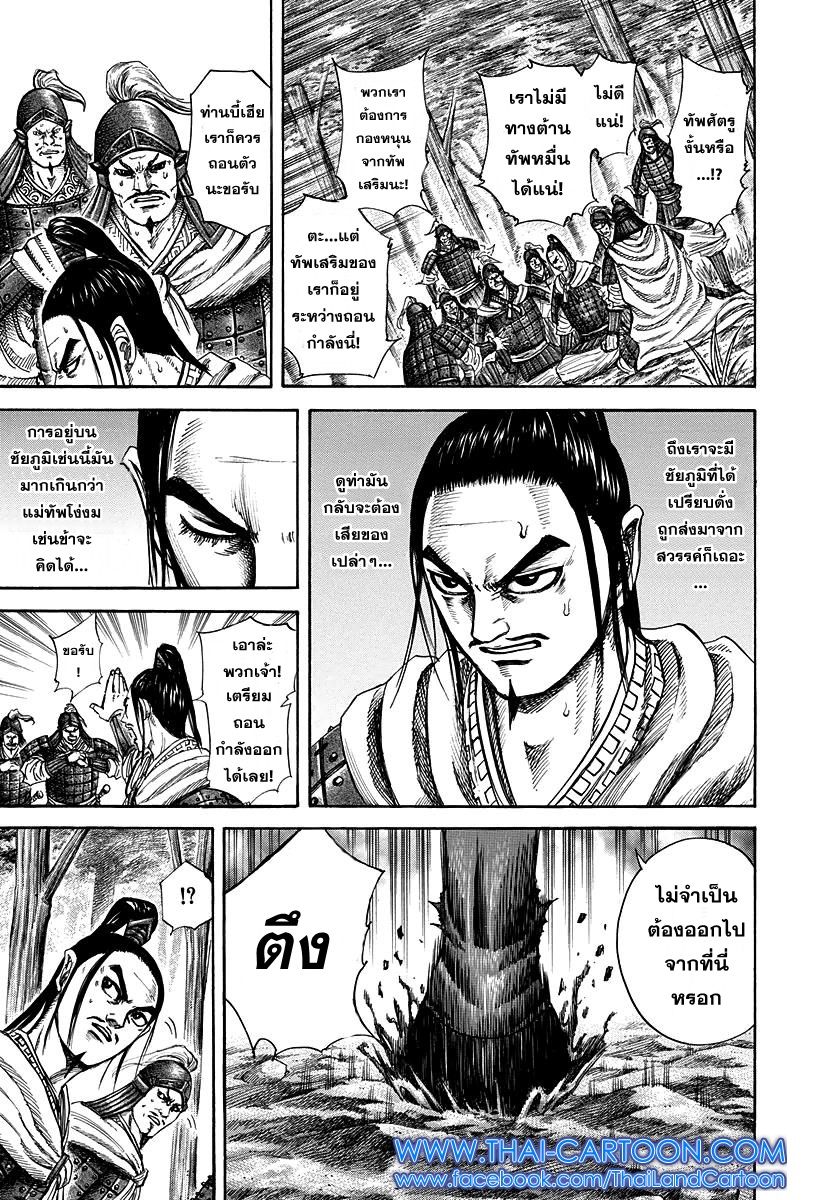 ทัพศัตรู
งั้นหรือ
...!?
ไม่ดี
แน่!
เราไม่มี
ทางต้าน
ทัพหมื่น
ได้แน่!
พวกเรา
ต้องการ
กองหนุน
จากทัพ
เสริมนะ!
ตะ...แต่
ทัพเสริมของ
เราก็อยู่
ระหว่างถอน
กำลังนี่!
ท่านบี้เฮีย
เราก็ควร
ถอนตัว
นะขอรับ
ถึงเราจะมี
ชัยภูมิที่ได้
เปรียบดั่ง
ถูกส่งมาจาก
สวรรค์ก็เถอะ
...
ดูท่ามัน
กลับจะต้อง
เสียของ
เปล่าๆ...
การอยู่บน
ชัยภูมิเช่นนี้มัน
มากเกินกว่า
แม่ทัพโง่งม
เช่นข้าจะ
คิดได้...
เอาล่ะ
พวกเจ้า!
เตรียม
ถอน
กำลังออก
ได้เลย!
ขอรับ
!
ไม่จำเป็น
ต้องออกไป
จากที่นี่
หรอก
ตึง
!?
WWW.THAI-CARTOON.COM
www.facebook.com/ThaiLandCartoon